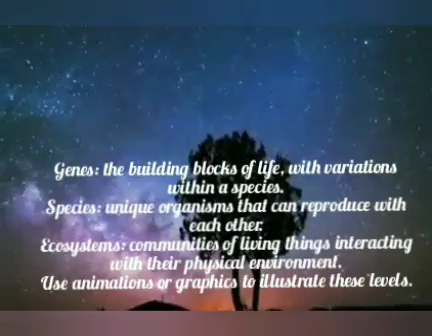 Genes: the building blocks of life, with variations
within a species.
Species: unique organisms that can reproduce with
each other.
Ecosystems: communities of living things interacting
with their physical environment.
Use animations or graphics to illustrate these levels.